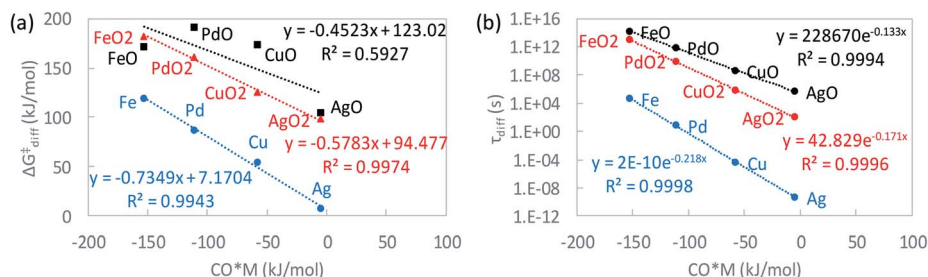 (a)
200
150
100
50
0
-200 -150 -100 -50 0 50 100
ΔG‡diff (kJ/mol)
CO*M (kJ/mol)
y = -0.4523x + 123.02
R² = 0.5927
FeO2
FeO
PdO
CuO
PdO2
CuO2
AgO
AgO2
y = -0.5783x + 94.477
R² = 0.9974
Fe
Pd
Cu
Ag
y = -0.7349x + 7.1704
R² = 0.9943
(b)
1.E+16
1.E+12
1.E+08
1.E+04
1.E+00
1.E-04
1.E-08
1.E-12
-200 -150 -100 -50 0 50 100
τdiff (s)
CO*M (kJ/mol)
FeO
PdO
CuO
AgO
y = 228670e-0.133x
R² = 0.9994
FeO2
PdO2
CuO2
AgO2
y = 42.829e-0.171x
R² = 0.9996
Fe
Pd
Cu
Ag
y = 2E-10e-0.218x
R² = 0.9998